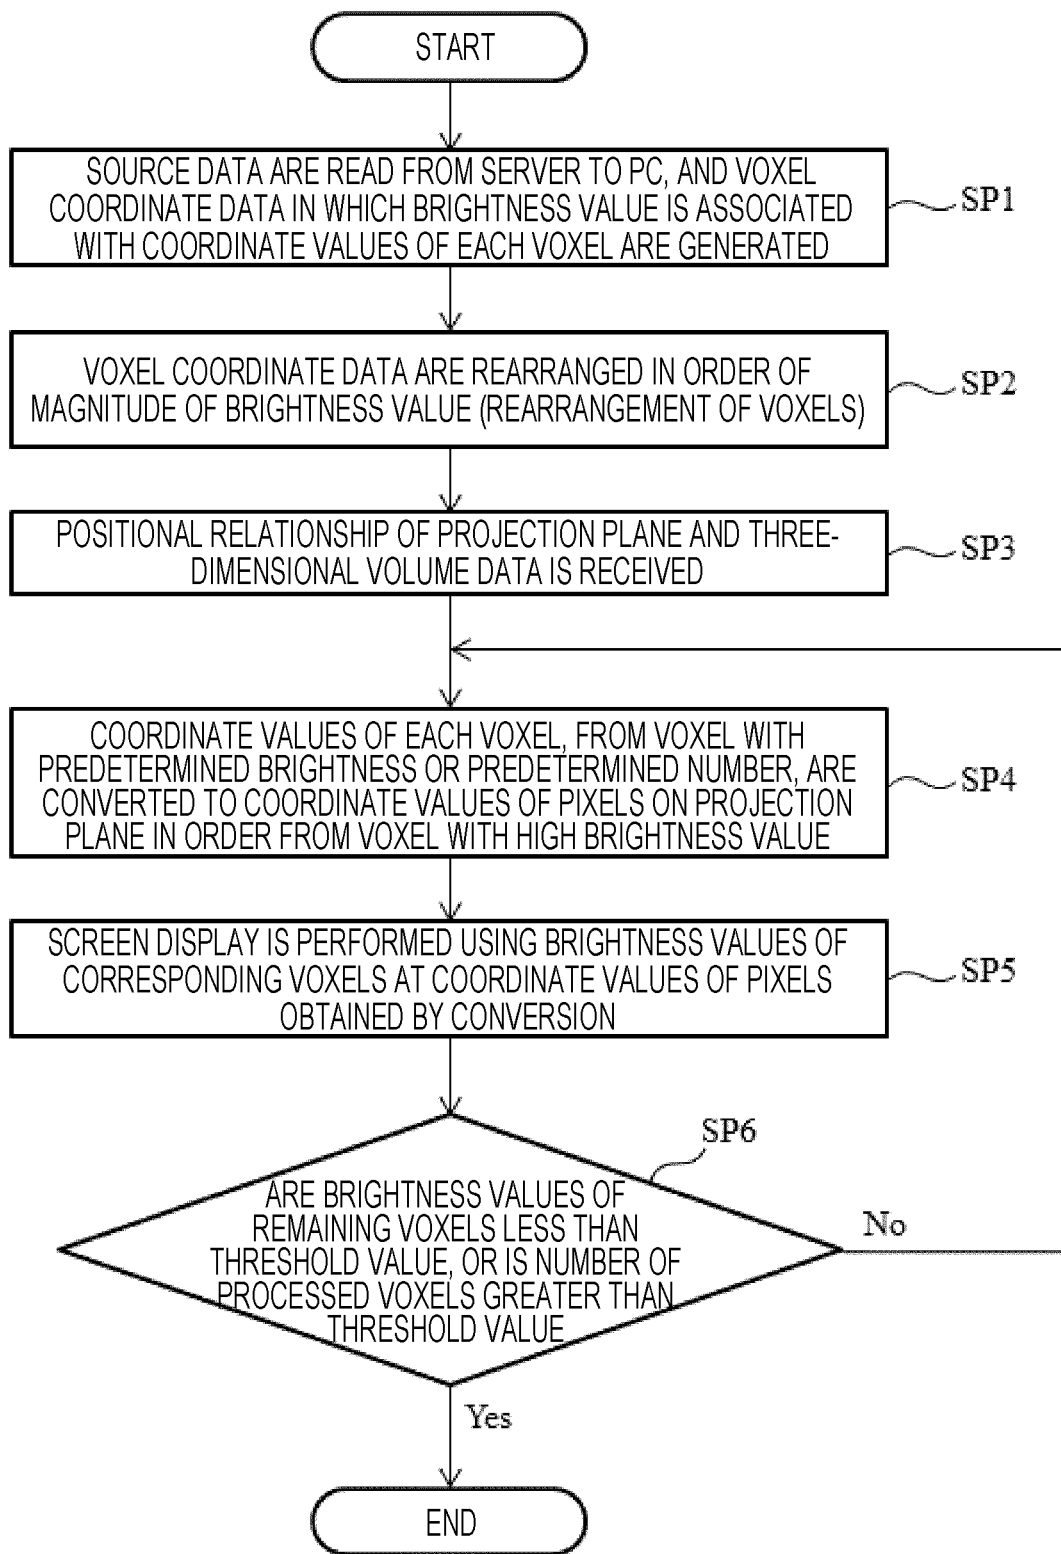 START
SOURCE DATA ARE READ FROM SERVER TO PC, AND VOXEL
COORDINATE DATA IN WHICH BRIGHTNESS VALUE IS ASSOCIATED
WITH COORDINATE VALUES OF EACH VOXEL ARE GENERATED
SP1
VOXEL COORDINATE DATA ARE REARRANGED IN ORDER OF
MAGNITUDE OF BRIGHTNESS VALUE (REARRANGEMENT OF VOXELS)
SP2
POSITIONAL RELATIONSHIP OF PROJECTION PLANE AND THREE-
DIMENSIONAL VOLUME DATA IS RECEIVED
SP3
COORDINATE VALUES OF EACH VOXEL, FROM VOXEL WITH
PREDETERMINED BRIGHTNESS OR PREDETERMINED NUMBER, ARE
CONVERTED TO COORDINATE VALUES OF PIXELS ON PROJECTION
PLANE IN ORDER FROM VOXEL WITH HIGH BRIGHTNESS VALUE
SP4
SCREEN DISPLAY IS PERFORMED USING BRIGHTNESS VALUES OF
CORRESPONDING VOXELS AT COORDINATE VALUES OF PIXELS
OBTAINED BY CONVERSION
SP5
SP6
ARE BRIGHTNESS VALUES OF
REMAINING VOXELS LESS THAN
THRESHOLD VALUE, OR IS NUMBER OF
PROCESSED VOXELS GREATER THAN
THRESHOLD VALUE
No
Yes
END